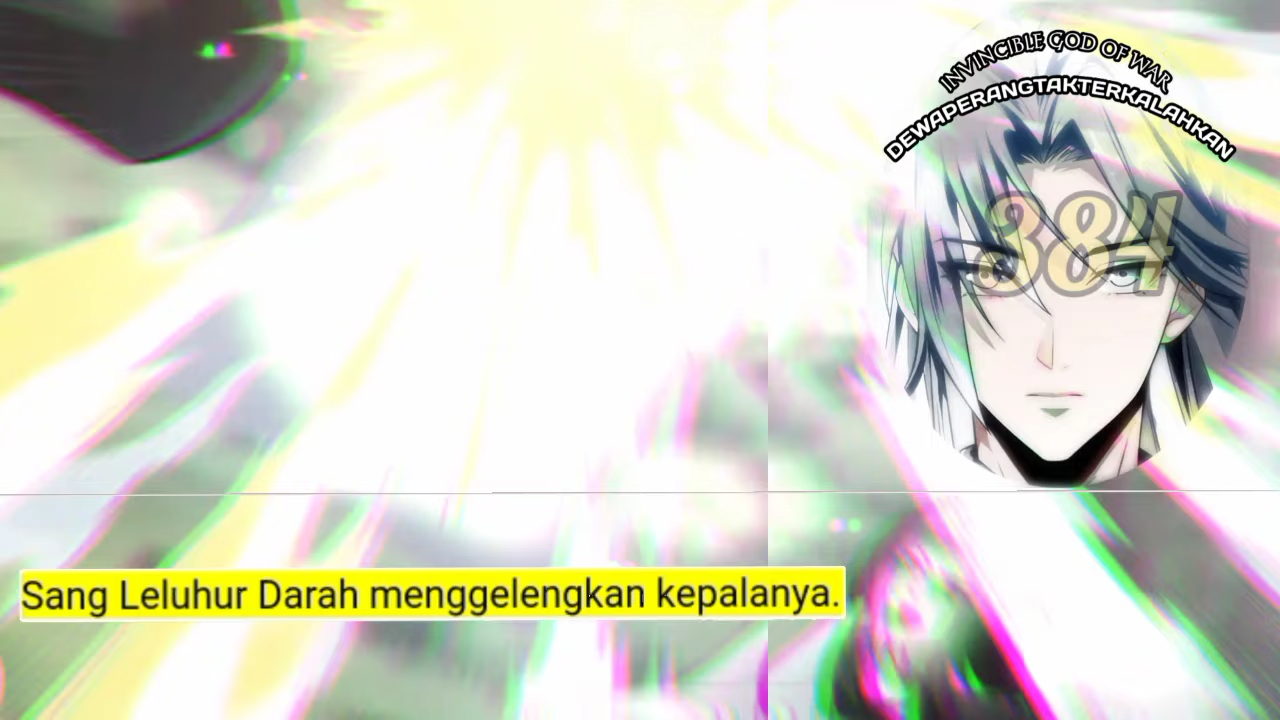 INVINCIBLE GOD OF WAR
DEWAPERANGTAKTERKALAHKAN
384
Sang Leluhur Darah menggelengkan kepalanya.